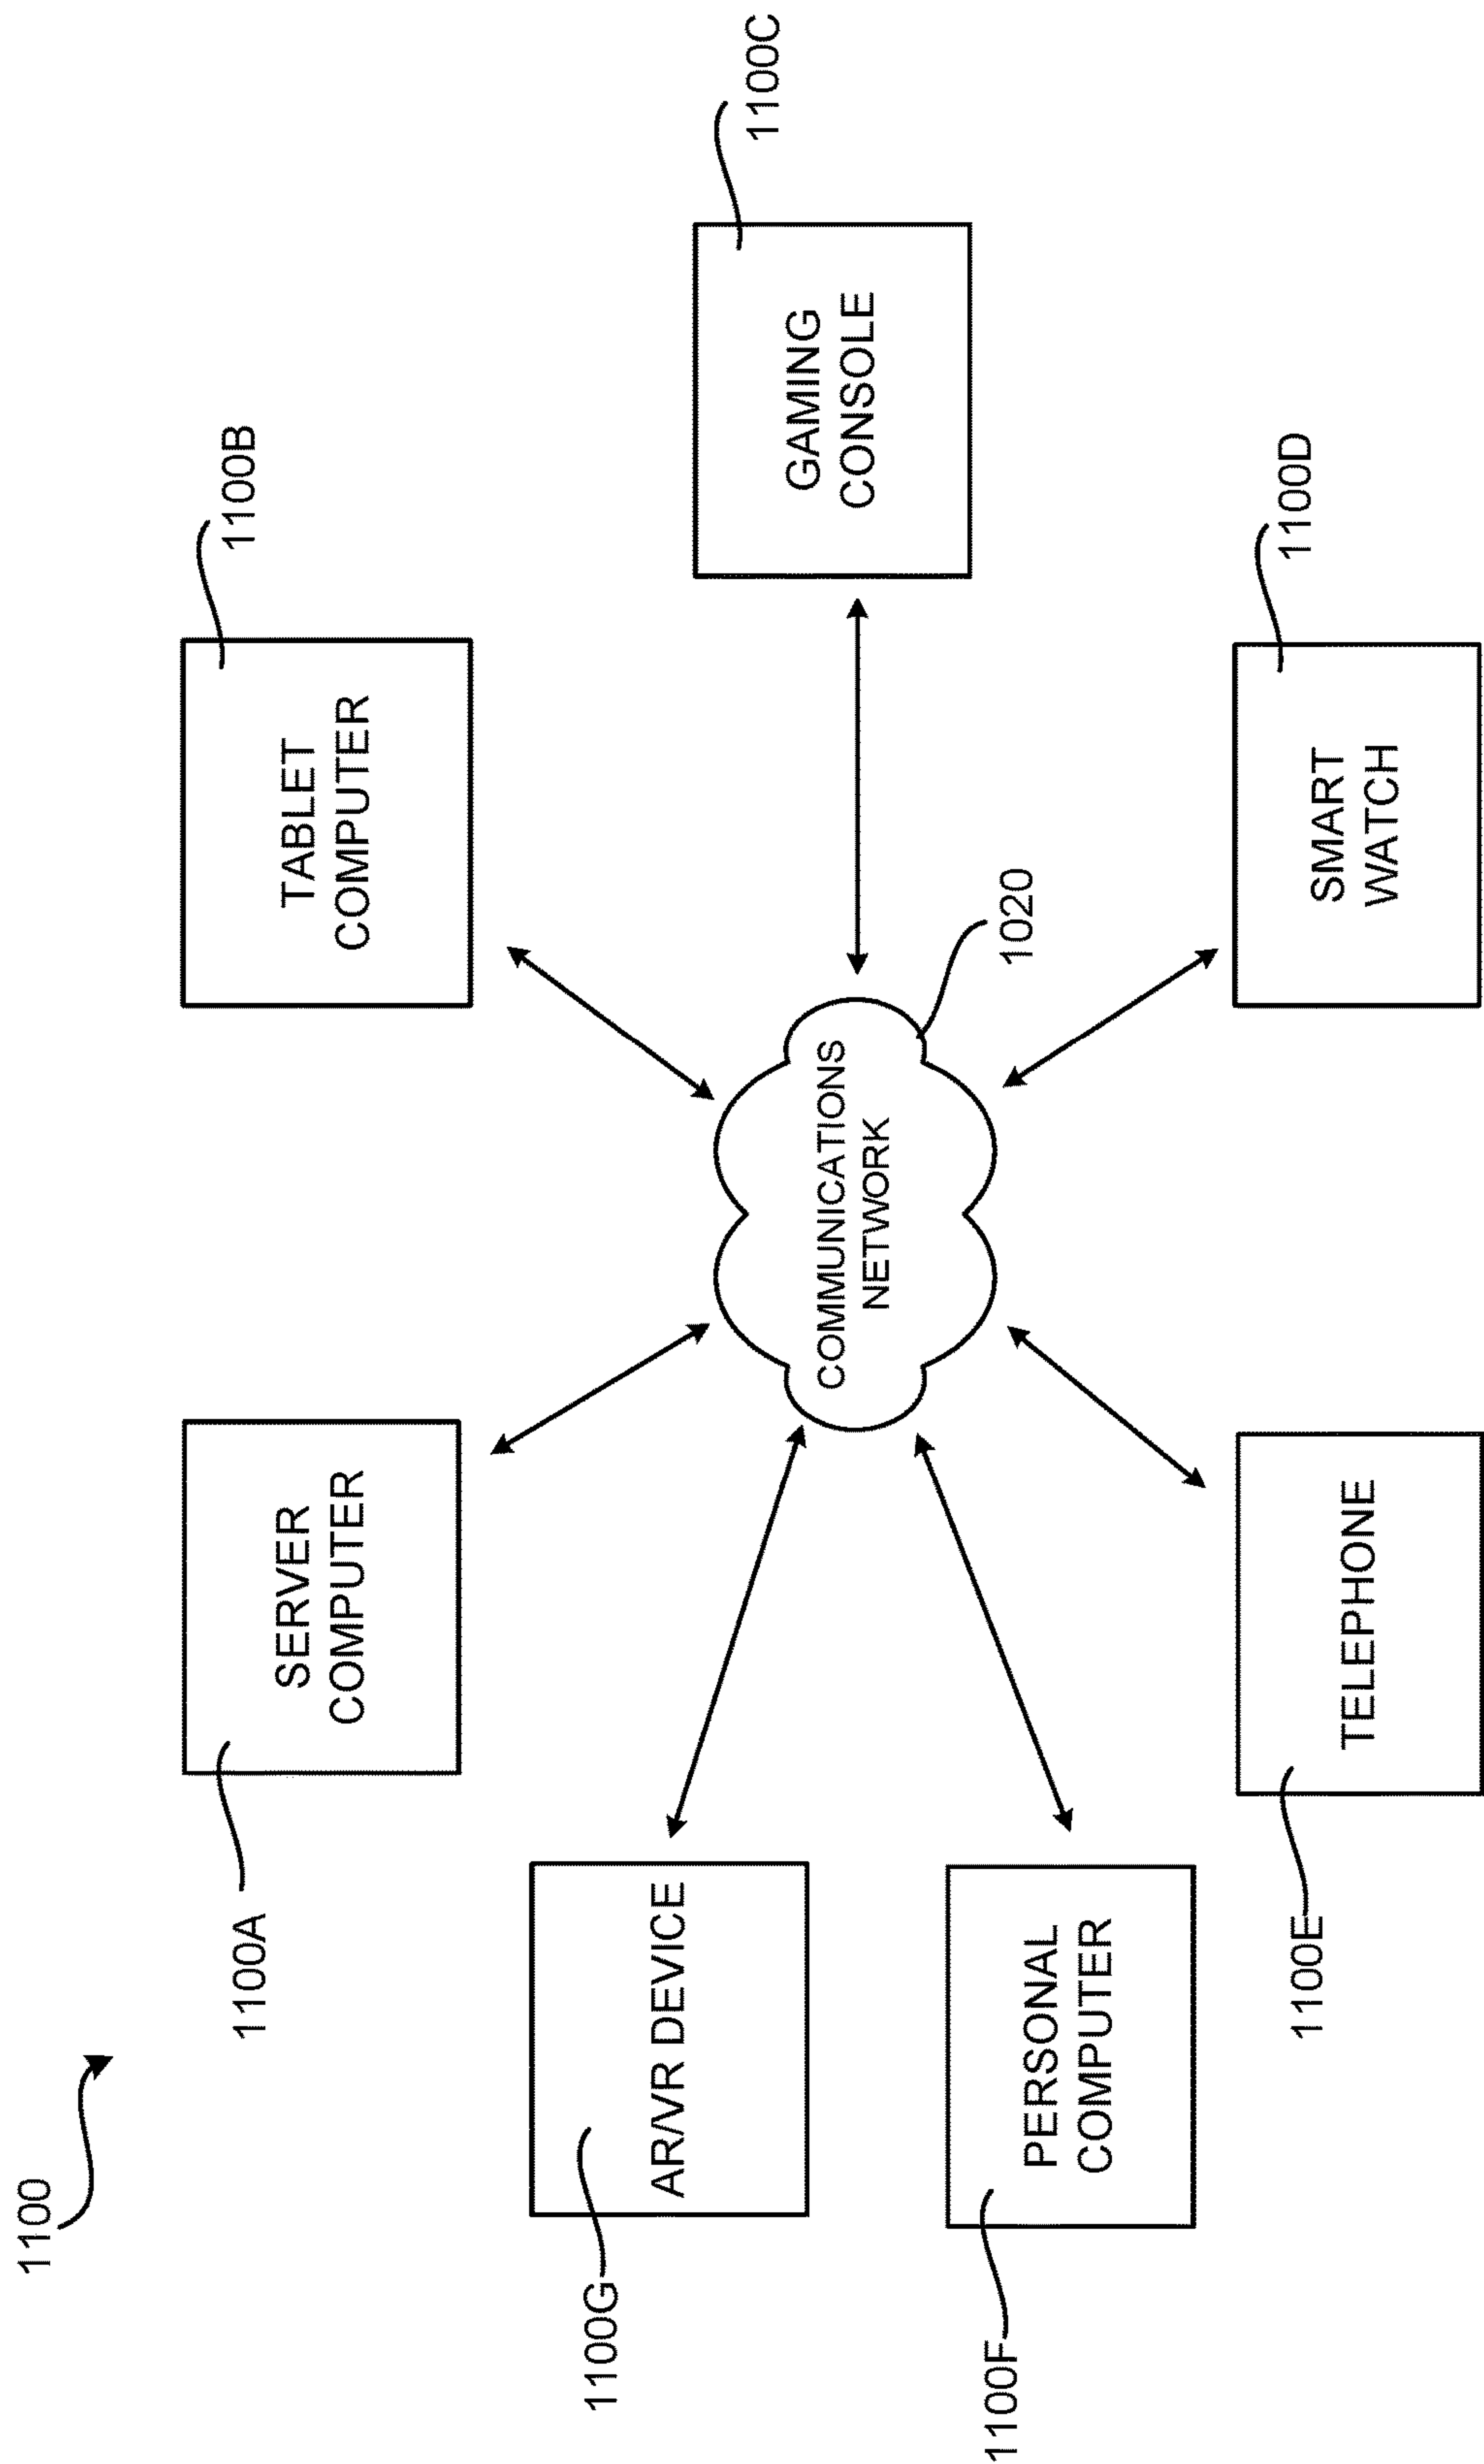 1100
1100A
SERVER
COMPUTER
TABLET
COMPUTER
1100B
1100G
AR/VR DEVICE
COMMUNICATIONS
NETWORK
1020
GAMING
CONSOLE
1100C
1100F
PERSONAL
COMPUTER
1100E
TELEPHONE
SMART
WATCH
1100D